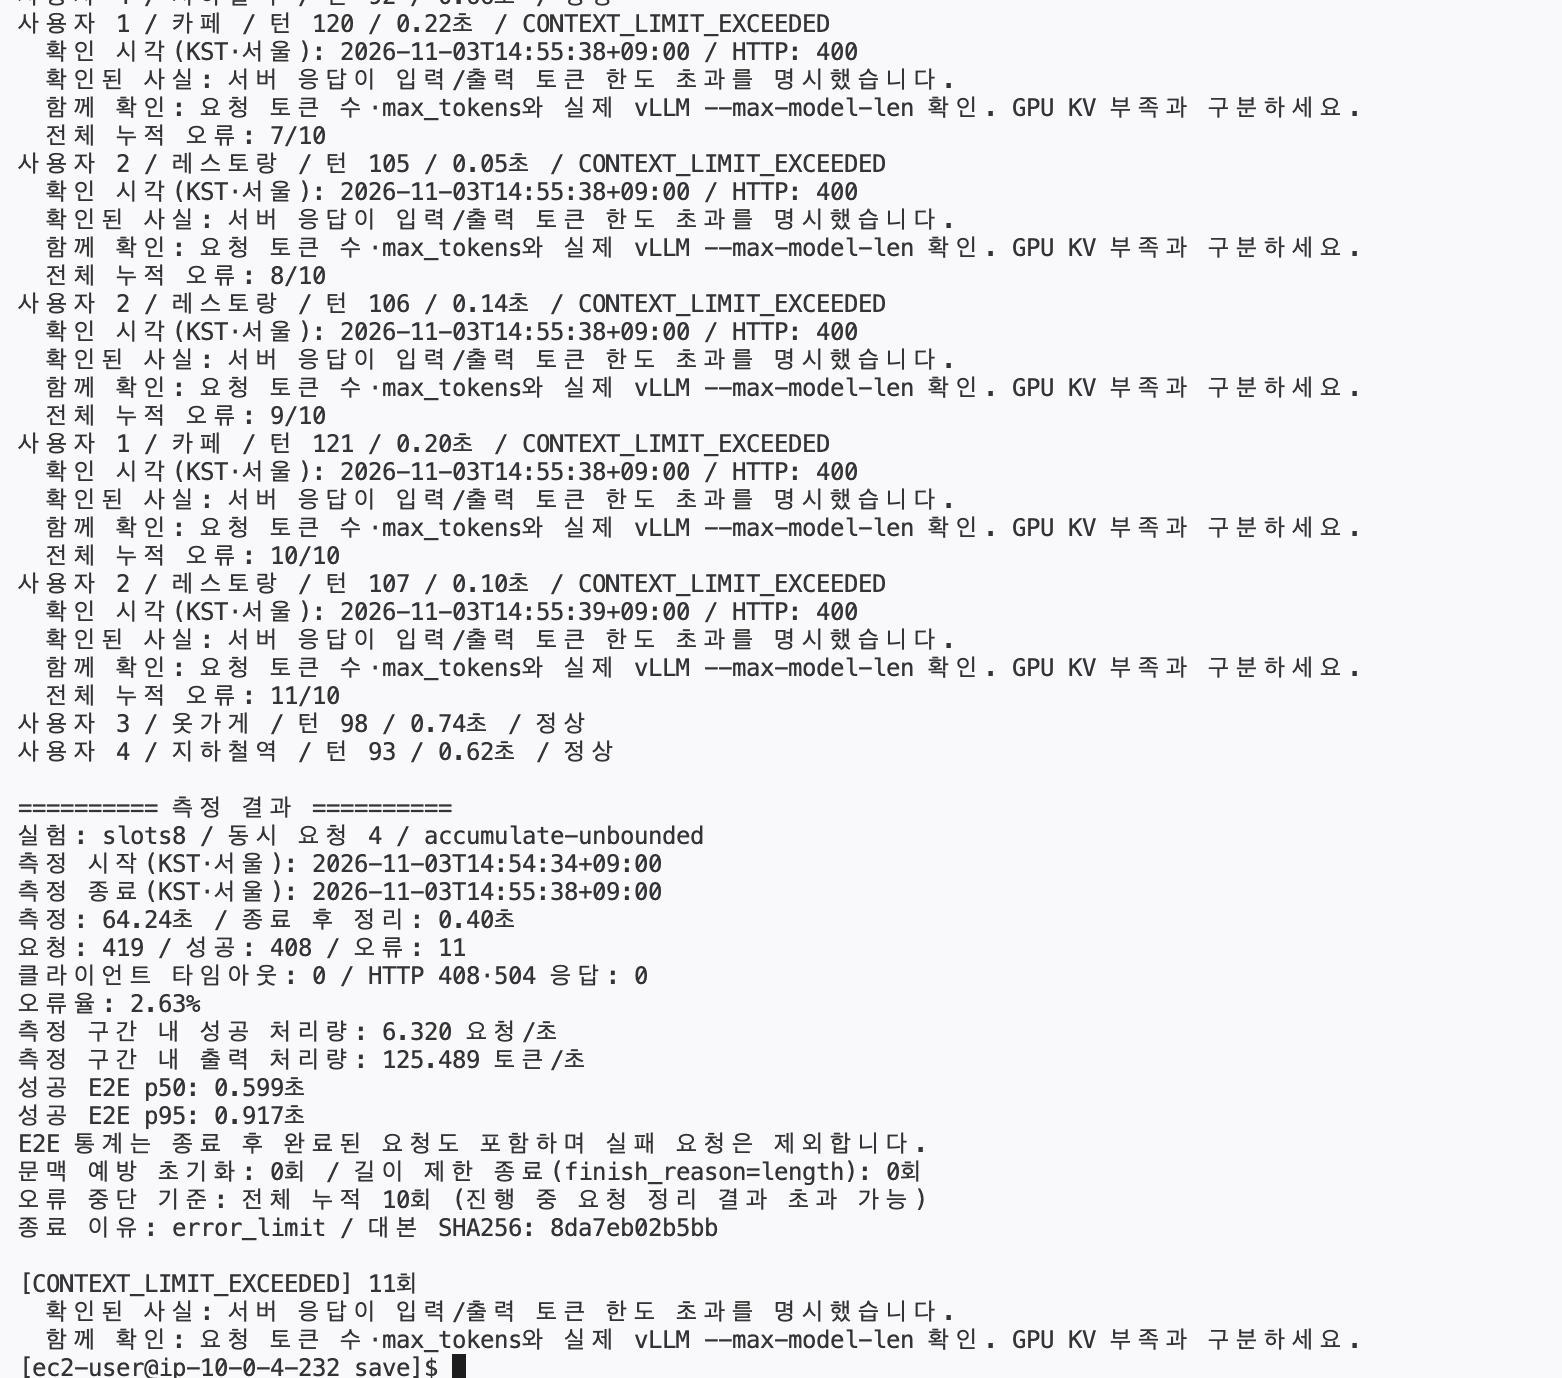 사용자 1 / 카페 / 턴 120 / 0.22초 / CONTEXT_LIMIT_EXCEEDED
확인 시각(KST·서울): 2026-11-03T14:55:38+09:00 / HTTP: 400
확인된 사실: 서버 응답이 입력/출력 토큰 한도 초과를 명시했습니다.
함께 확인: 요청 토큰 수·max_tokens와 실제 vLLM --max-model-len 확인. GPU KV 부족과 구분하세요.
전체 누적 오류: 7/10
사용자 2 / 레스토랑 / 턴 105 / 0.05초 / CONTEXT_LIMIT_EXCEEDED
확인 시각(KST·서울): 2026-11-03T14:55:38+09:00 / HTTP: 400
확인된 사실: 서버 응답이 입력/출력 토큰 한도 초과를 명시했습니다.
함께 확인: 요청 토큰 수·max_tokens와 실제 vLLM --max-model-len 확인. GPU KV 부족과 구분하세요.
전체 누적 오류: 8/10
사용자 2 / 레스토랑 / 턴 106 / 0.14초 / CONTEXT_LIMIT_EXCEEDED
확인 시각(KST·서울): 2026-11-03T14:55:38+09:00 / HTTP: 400
확인된 사실: 서버 응답이 입력/출력 토큰 한도 초과를 명시했습니다.
함께 확인: 요청 토큰 수·max_tokens와 실제 vLLM --max-model-len 확인. GPU KV 부족과 구분하세요.
전체 누적 오류: 9/10
사용자 1 / 카페 / 턴 121 / 0.20초 / CONTEXT_LIMIT_EXCEEDED
확인 시각(KST·서울): 2026-11-03T14:55:38+09:00 / HTTP: 400
확인된 사실: 서버 응답이 입력/출력 토큰 한도 초과를 명시했습니다.
함께 확인: 요청 토큰 수·max_tokens와 실제 vLLM --max-model-len 확인. GPU KV 부족과 구분하세요.
전체 누적 오류: 10/10
사용자 2 / 레스토랑 / 턴 107 / 0.10초 / CONTEXT_LIMIT_EXCEEDED
확인 시각(KST·서울): 2026-11-03T14:55:39+09:00 / HTTP: 400
확인된 사실: 서버 응답이 입력/출력 토큰 한도 초과를 명시했습니다.
함께 확인: 요청 토큰 수·max_tokens와 실제 vLLM --max-model-len 확인. GPU KV 부족과 구분하세요.
전체 누적 오류: 11/10
사용자 3 / 옷가게 / 턴 98 / 0.74초 / 정상
사용자 4 / 지하철역 / 턴 93 / 0.62초 / 정상
========== 측정 결과 ==========
실험: slots8 / 동시 요청 4 / accumulate-unbounded
측정 시작(KST·서울): 2026-11-03T14:54:34+09:00
측정 종료(KST·서울): 2026-11-03T14:55:38+09:00
측정: 64.24초 / 종료 후 정리: 0.40초
요청: 419 / 성공: 408 / 오류: 11
클라이언트 타임아웃: 0 / HTTP 408·504 응답: 0
오류율: 2.63%
측정 구간 내 성공 처리량: 6.320 요청/초
측정 구간 내 출력 처리량: 125.489 토큰/초
성공 E2E p50: 0.599초
성공 E2E p95: 0.917초
E2E 통계는 종료 후 완료된 요청도 포함하며 실패 요청은 제외합니다.
문맥 예방 초기화: 0회 / 길이 제한 종료(finish_reason=length): 0회
오류 중단 기준: 전체 누적 10회 (진행 중 요청 정리 결과 초과 가능)
종료 이유: error_limit / 대본 SHA256: 8da7eb02b5bb
[CONTEXT_LIMIT_EXCEEDED] 11회
확인된 사실: 서버 응답이 입력/출력 토큰 한도 초과를 명시했습니다.
함께 확인: 요청 토큰 수·max_tokens와 실제 vLLM --max-model-len 확인. GPU KV 부족과 구분하세요.
[ec2-user@ip-10-0-4-232 save]$